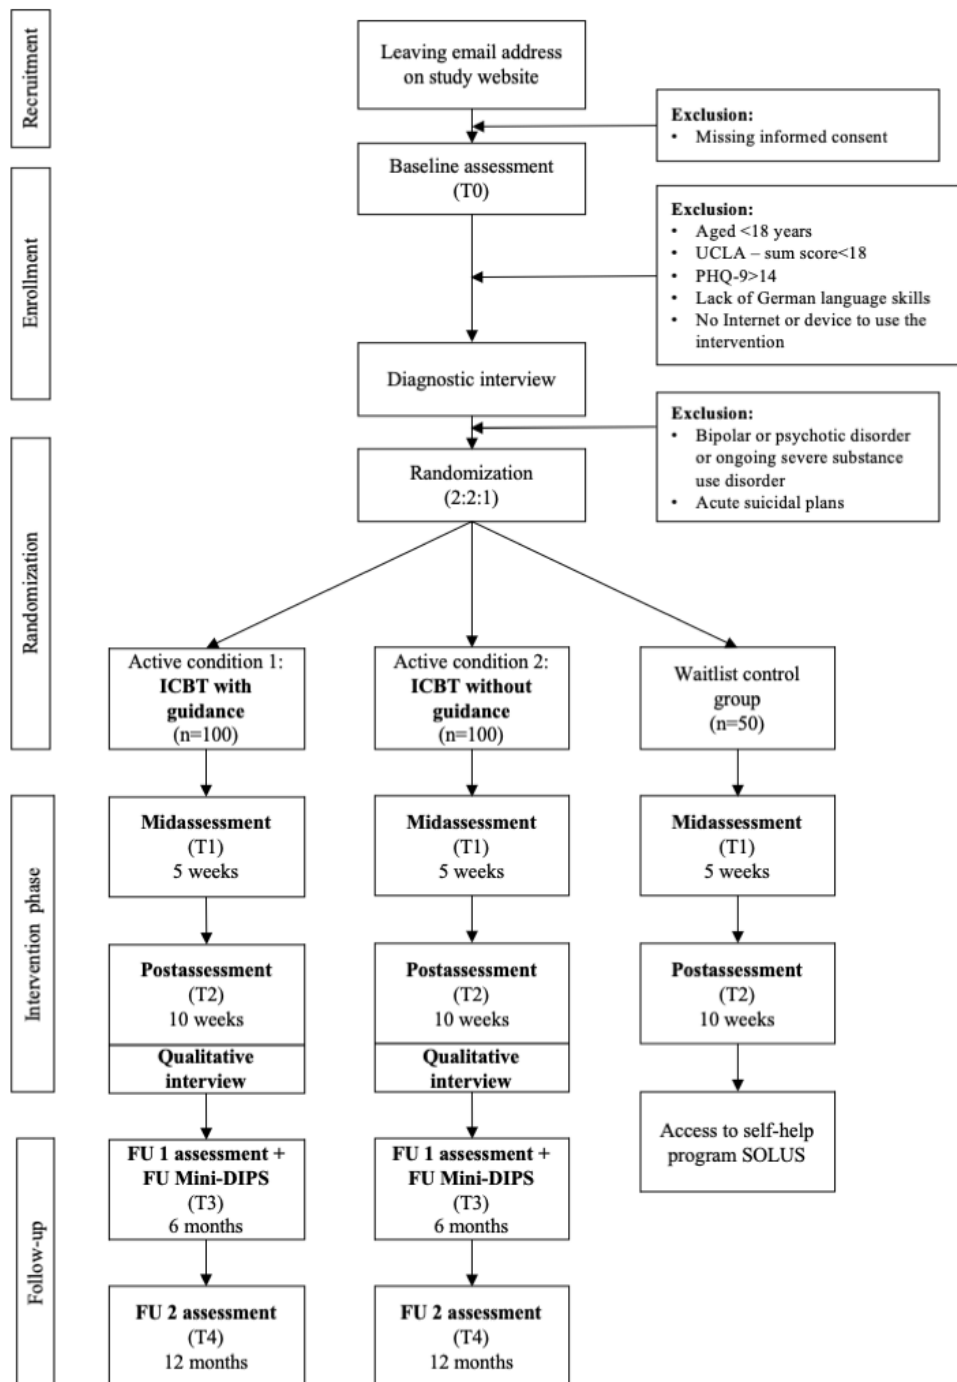 Recruitment
Leaving email address
on study website
Exclusion:
• Missing informed consent
Enrollment
Baseline assessment
(T0)
Exclusion:
• Aged <18 years
• UCLA – sum score<18
• PHQ-9>14
• Lack of German language skills
• No Internet or device to use the
intervention
Diagnostic interview
Exclusion:
• Bipolar or psychotic disorder
or ongoing severe substance
use disorder
• Acute suicidal plans
Randomization
Randomization
(2:2:1)
Active condition 1:
ICBT with
guidance
(n=100)
Active condition 2:
ICBT without
guidance
(n=100)
Waitlist control
group
(n=50)
Intervention phase
Midassessment
(T1)
5 weeks
Midassessment
(T1)
5 weeks
Midassessment
(T1)
5 weeks
Postassessment
(T2)
10 weeks
Qualitative
interview
Postassessment
(T2)
10 weeks
Qualitative
interview
Postassessment
(T2)
10 weeks
Access to self-help
program SOLUS
Follow-up
FU 1 assessment +
FU Mini-DIPS
(T3)
6 months
FU 1 assessment +
FU Mini-DIPS
(T3)
6 months
FU 2 assessment
(T4)
12 months
FU 2 assessment
(T4)
12 months